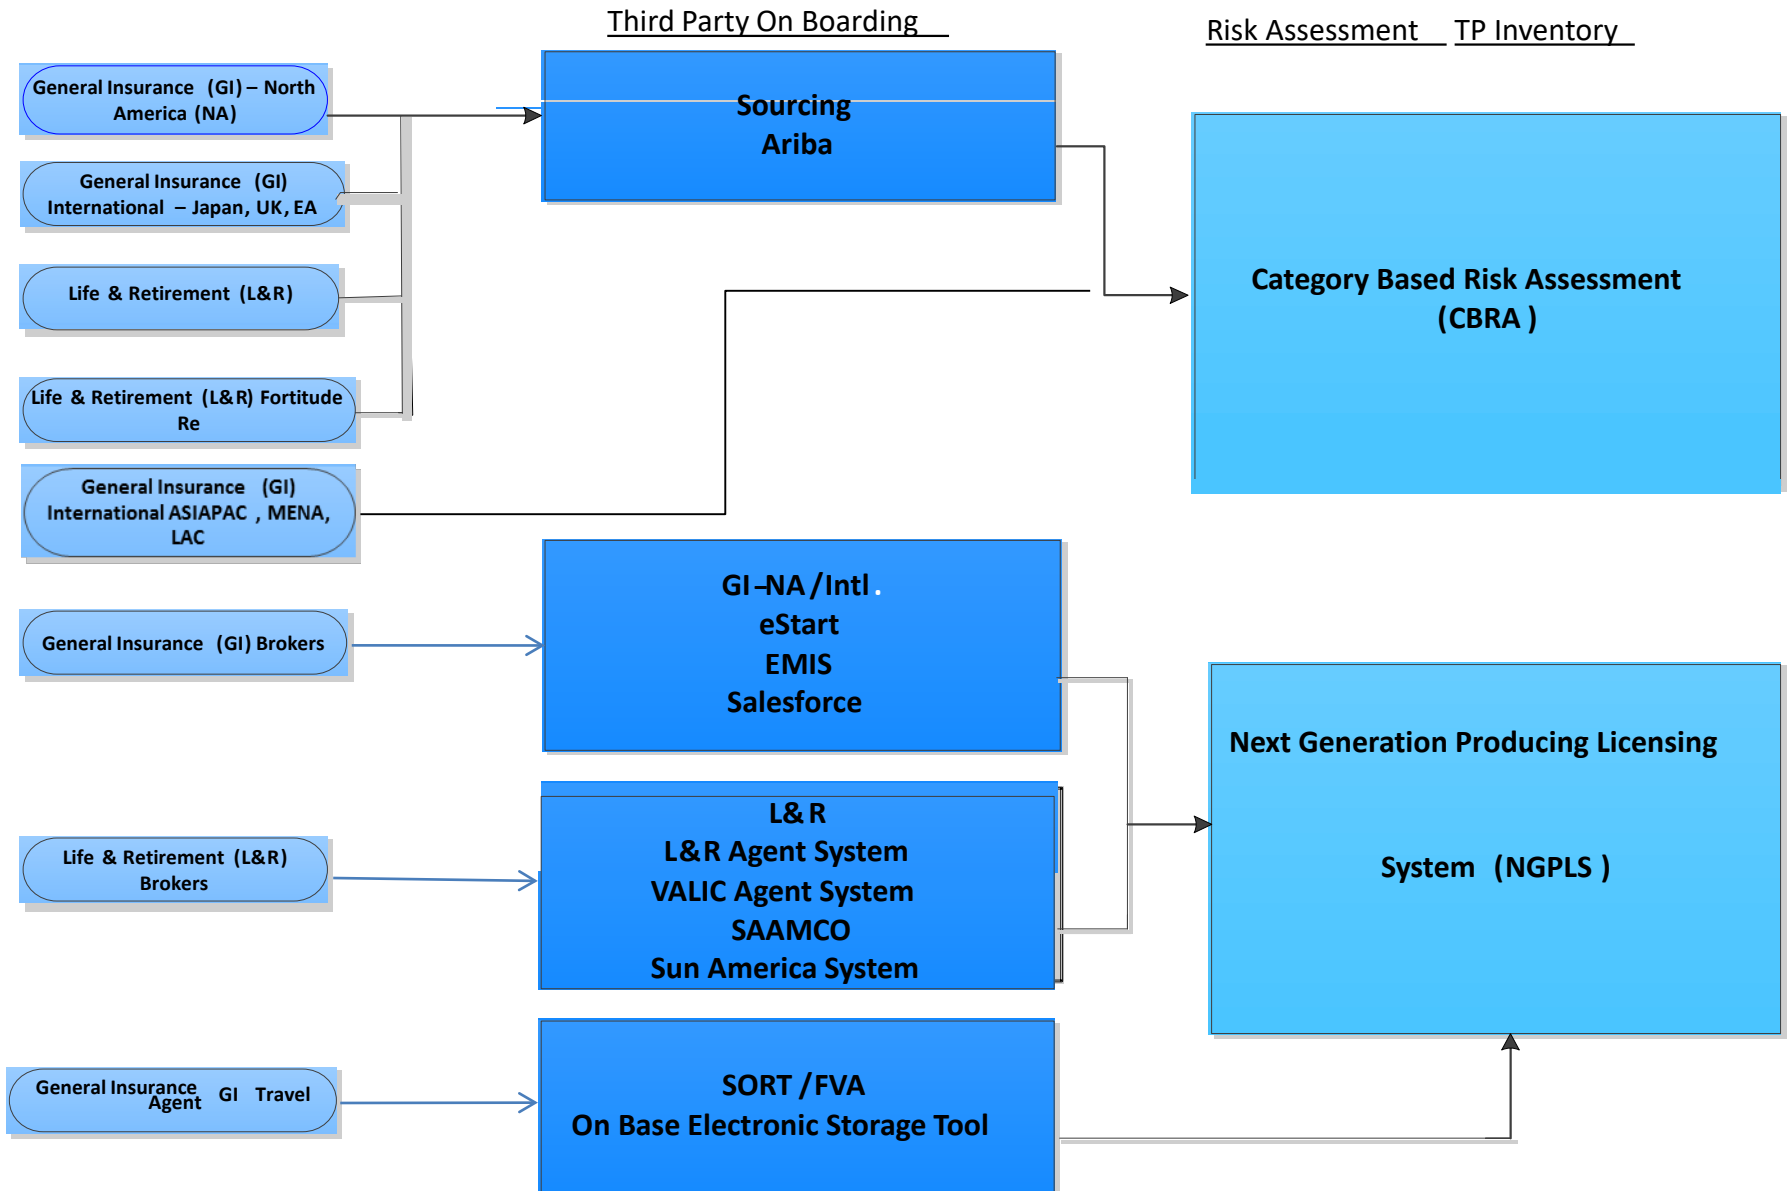 Third Party On Boarding
Risk Assessment TP Inventory
General Insurance (GI) – North
America (NA)
General Insurance (GI)
International – Japan, UK, EA
Life & Retirement (L&R)
Life & Retirement (L&R) Fortitude
Re
General Insurance (GI)
International ASIAPAC , MENA,
LAC
General Insurance (GI) Brokers
Life & Retirement (L&R)
Brokers
General Insurance
Agent GI Travel
Sourcing
Ariba
GI–NA /Intl .
eStart
EMIS
Salesforce
L& R
L&R Agent System
VALIC Agent System
SAAMCO
Sun America System
SORT /FVA
On Base Electronic Storage Tool
Category Based Risk Assessment
(CBRA )
Next Generation Producing Licensing
System (NGPLS )